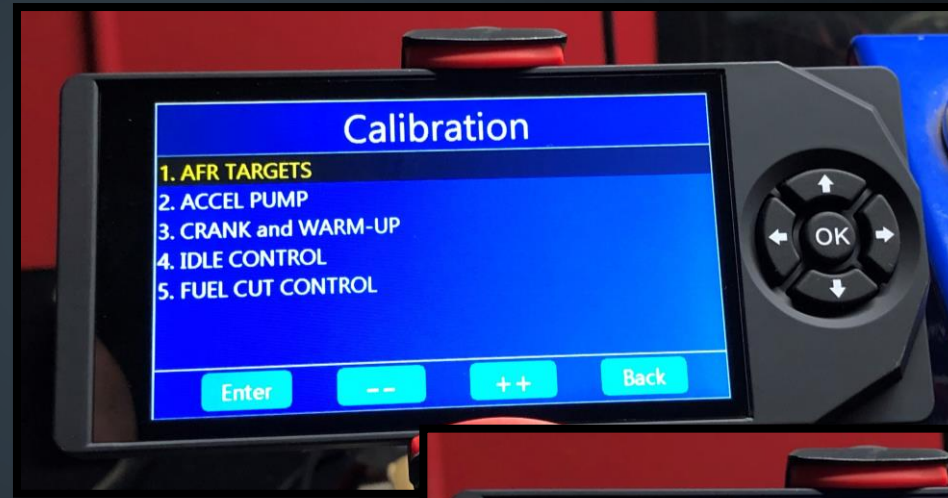 Calibration
1. AFR TARGETS
2. ACCEL PUMP
3. CRANK and WARM-UP
4. IDLE CONTROL
5. FUEL CUT CONTROL
Enter -- ++ Back
OK